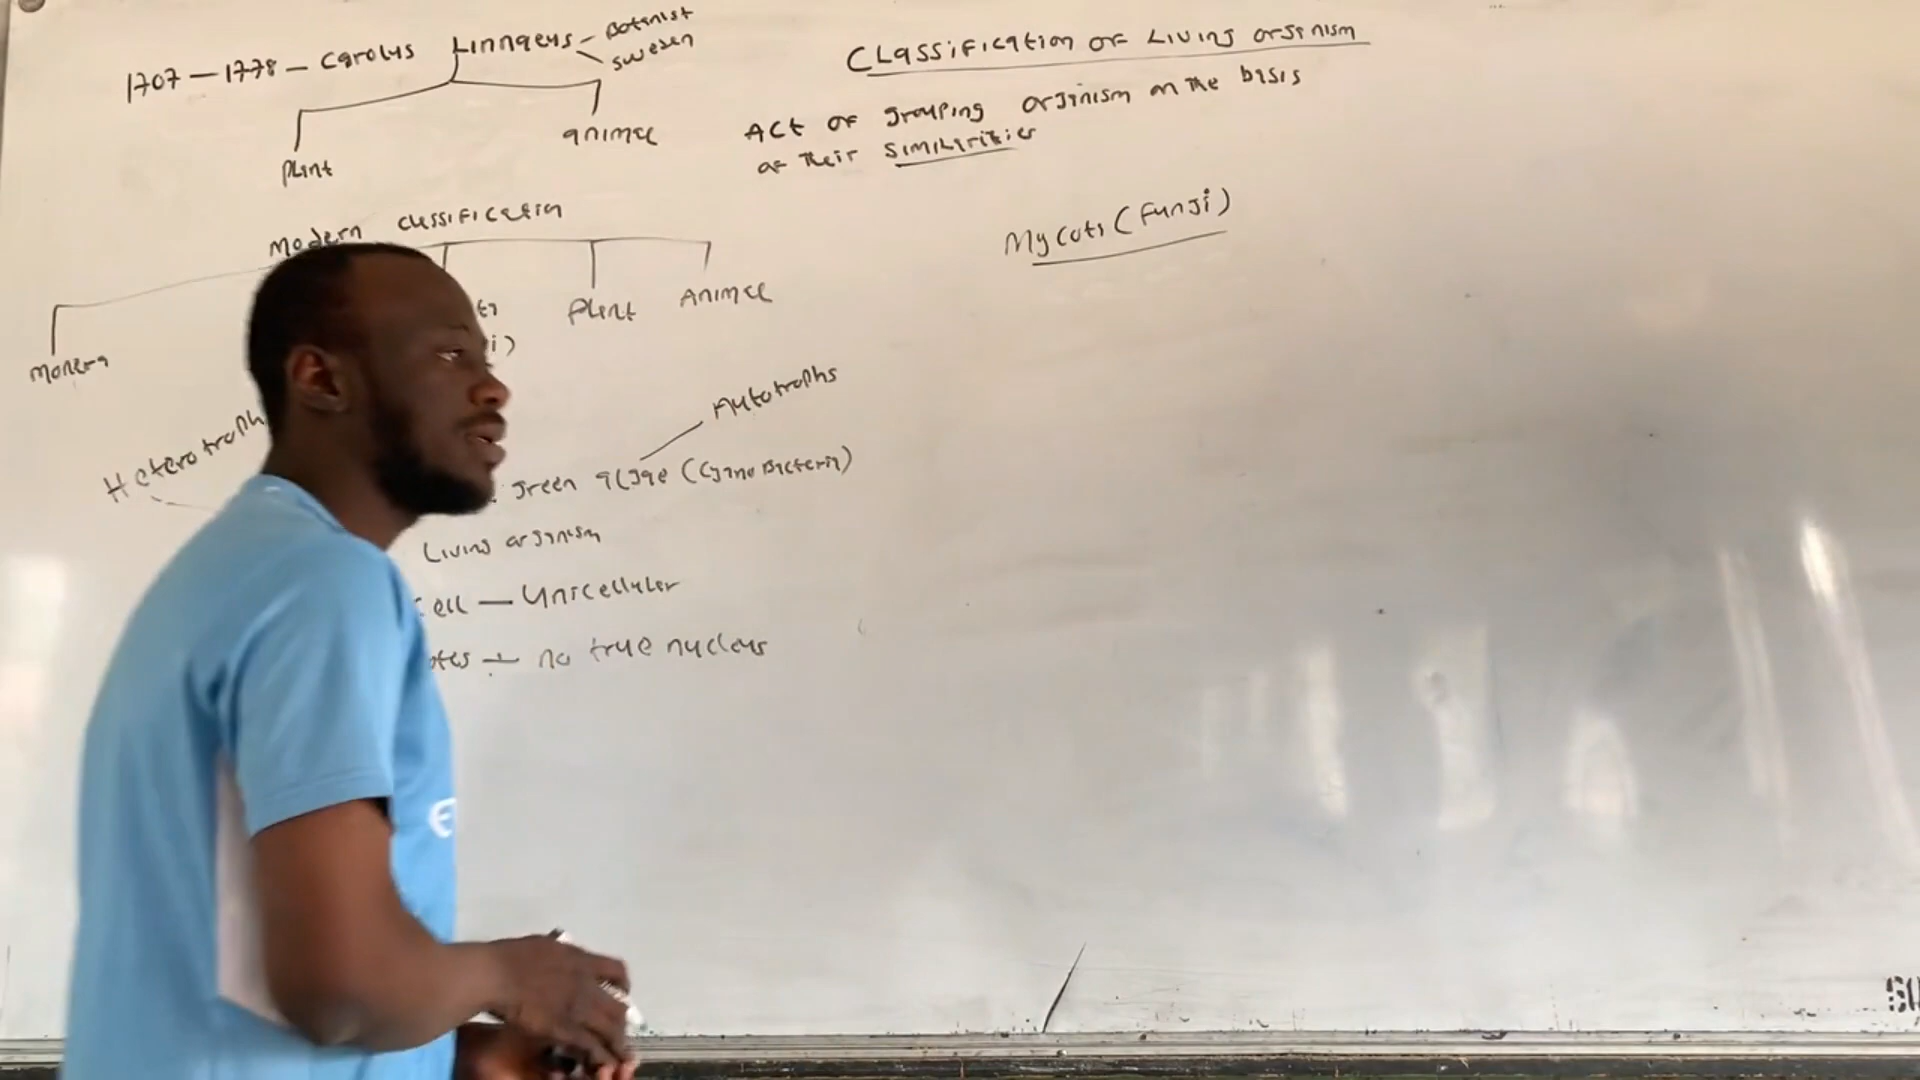 1707 - 1778 - Carolus Linnaeus - Botanist
Sweden
Plant
animal
Classification of Living organism
Act of grouping organism on the basis
of their similarities
Modern classification
Monera
ta
i)
Plant
Animal
Mycota (Fungi)
Heterotroph
Autotrophs
green algae (Cyanobacteria)
Living organism
cell — Unicellular
otes — no true nucleus